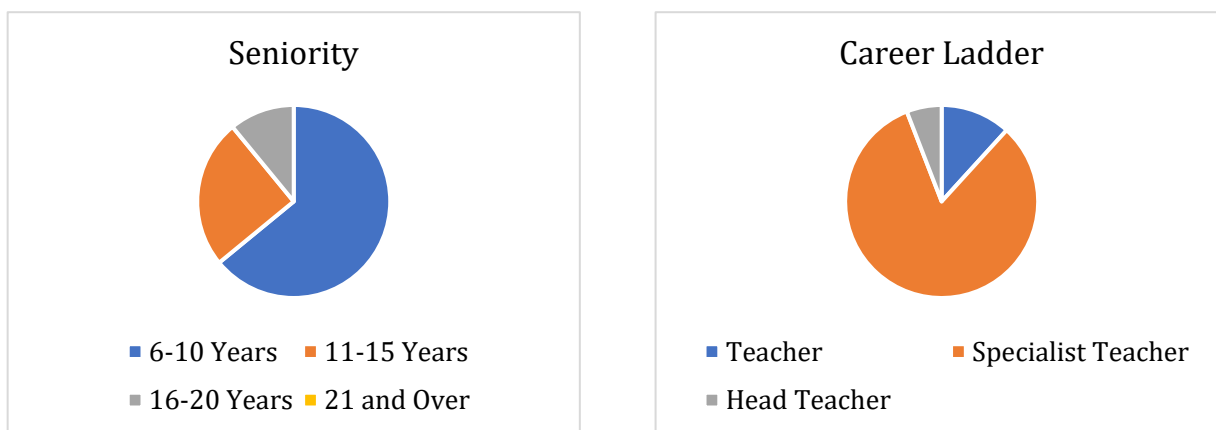 Seniority
6-10 Years
11-15 Years
16-20 Years
21 and Over
Career Ladder
Teacher
Specialist Teacher
Head Teacher